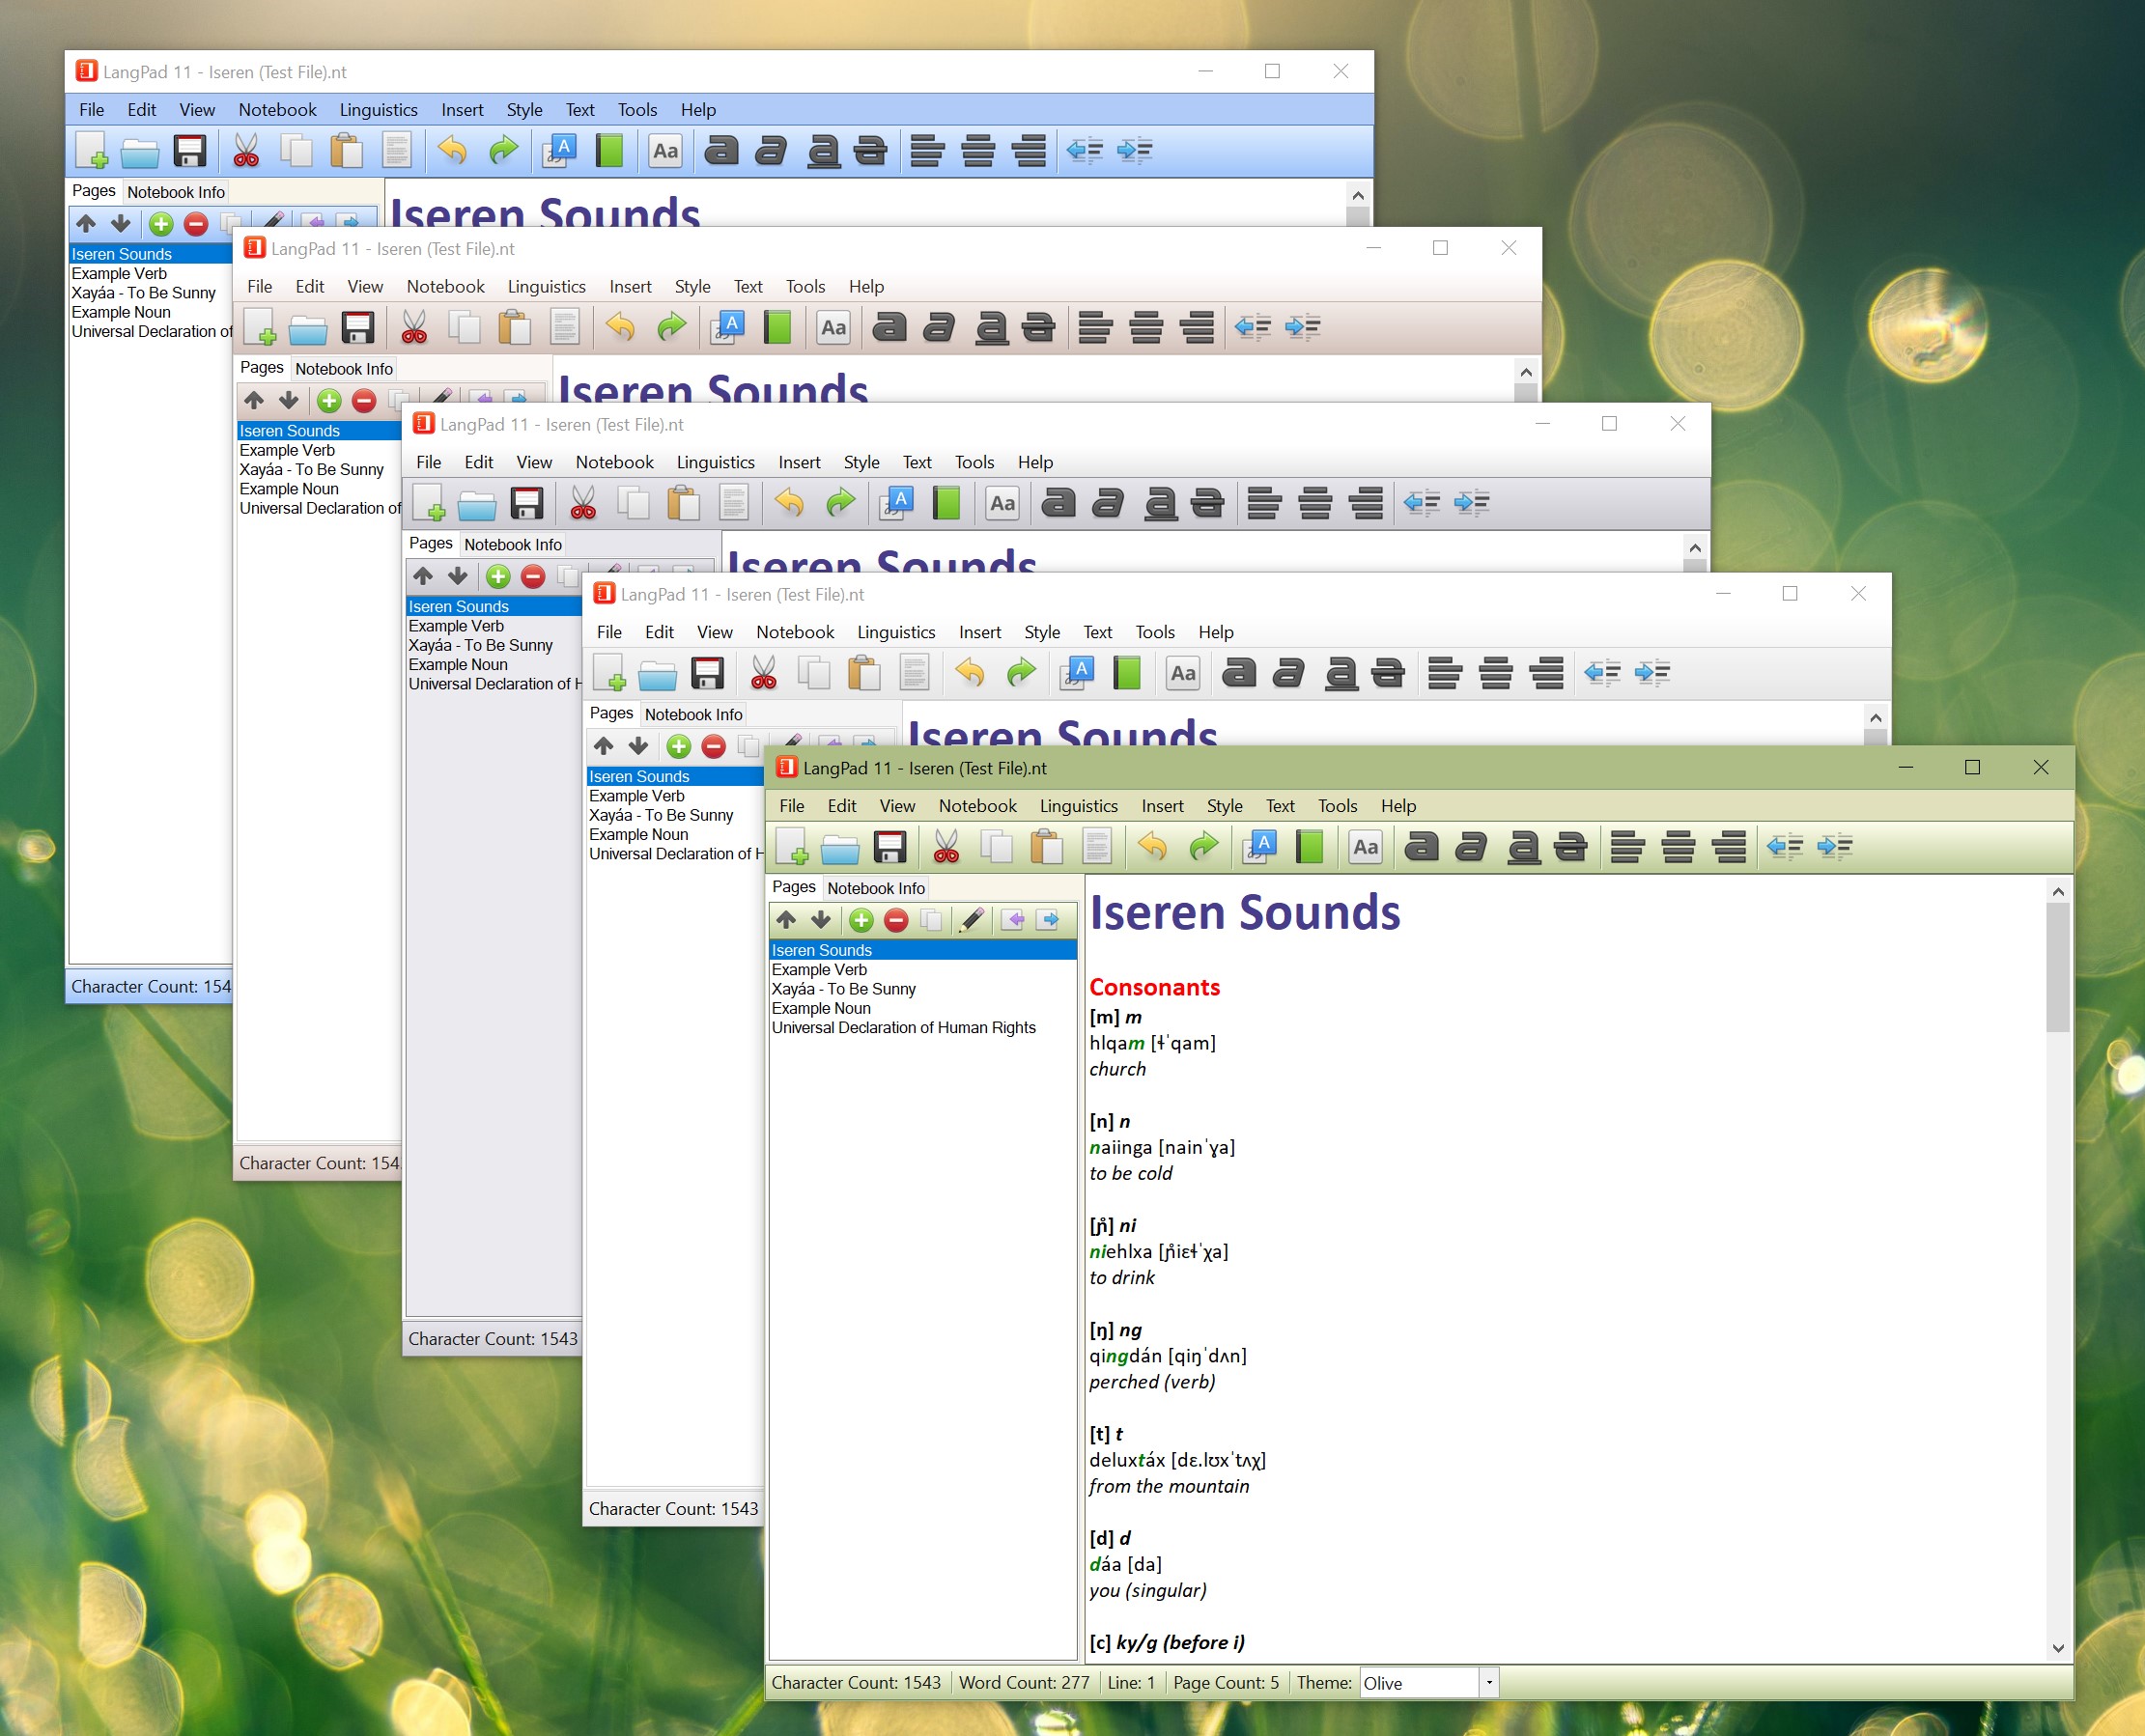 LangPad 11 - Iseren (Test File).nt
File Edit View Notebook Linguistics Insert Style Text Tools Help
Aa a a a a
Pages Notebook Info
Iseren Sounds
Iseren Sounds
Example Verb
Xayáa - To Be Sunny
Example Noun
Universal Declaration of
Character Count: 154
LangPad 11 - Iseren (Test File).nt
File Edit View Notebook Linguistics Insert Style Text Tools Help
Aa a a a a
Pages Notebook Info
Iseren Sounds
Iseren Sounds
Example Verb
Xayáa - To Be Sunny
Example Noun
Universal Declaration of
Character Count: 154
LangPad 11 - Iseren (Test File).nt
File Edit View Notebook Linguistics Insert Style Text Tools Help
Aa a a a a
Pages Notebook Info
Iseren Sounds
Iseren Sounds
Example Verb
Xayáa - To Be Sunny
Example Noun
Universal Declaration of H
Character Count: 1543
LangPad 11 - Iseren (Test File).nt
File Edit View Notebook Linguistics Insert Style Text Tools Help
Aa a a a a
Pages Notebook Info
Iseren Sounds
Iseren Sounds
Example Verb
Xayáa - To Be Sunny
Example Noun
Universal Declaration of H
Character Count: 1543
LangPad 11 - Iseren (Test File).nt
File Edit View Notebook Linguistics Insert Style Text Tools Help
Aa a a a a
Pages Notebook Info
Iseren Sounds
Example Verb
Xayáa - To Be Sunny
Example Noun
Universal Declaration of Human Rights
Iseren Sounds
Consonants
[m] m
hlqam [ɬˈqam]
church
[n] n
naiinga [nainˈɣa]
to be cold
[ɲ̊] ni
niehlxa [ɲ̊iɛɬˈχa]
to drink
[ŋ] ng
qingdán [qiŋˈdʌn]
perched (verb)
[t] t
deluxtáx [dɛ.lʊxˈtʌχ]
from the mountain
[d] d
dáa [da]
you (singular)
[c] ky/g (before i)
Character Count: 1543 Word Count: 277 Line: 1 Page Count: 5 Theme: Olive